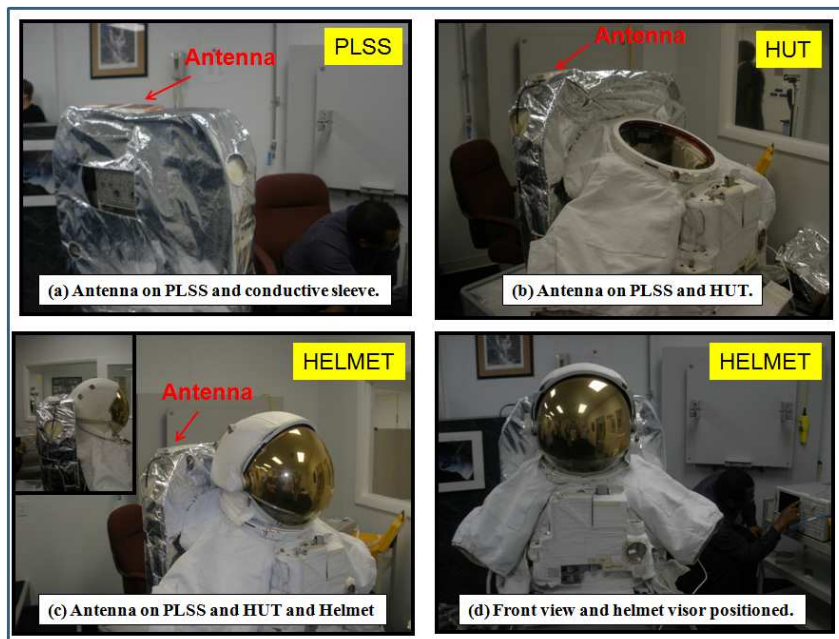 Antenna
PLSS
(a) Antenna on PLSS and conductive sleeve.
Antenna
HUT
(b) Antenna on PLSS and HUT.
Antenna
HELMET
(c) Antenna on PLSS and HUT and Helmet
HELMET
(d) Front view and helmet visor positioned.